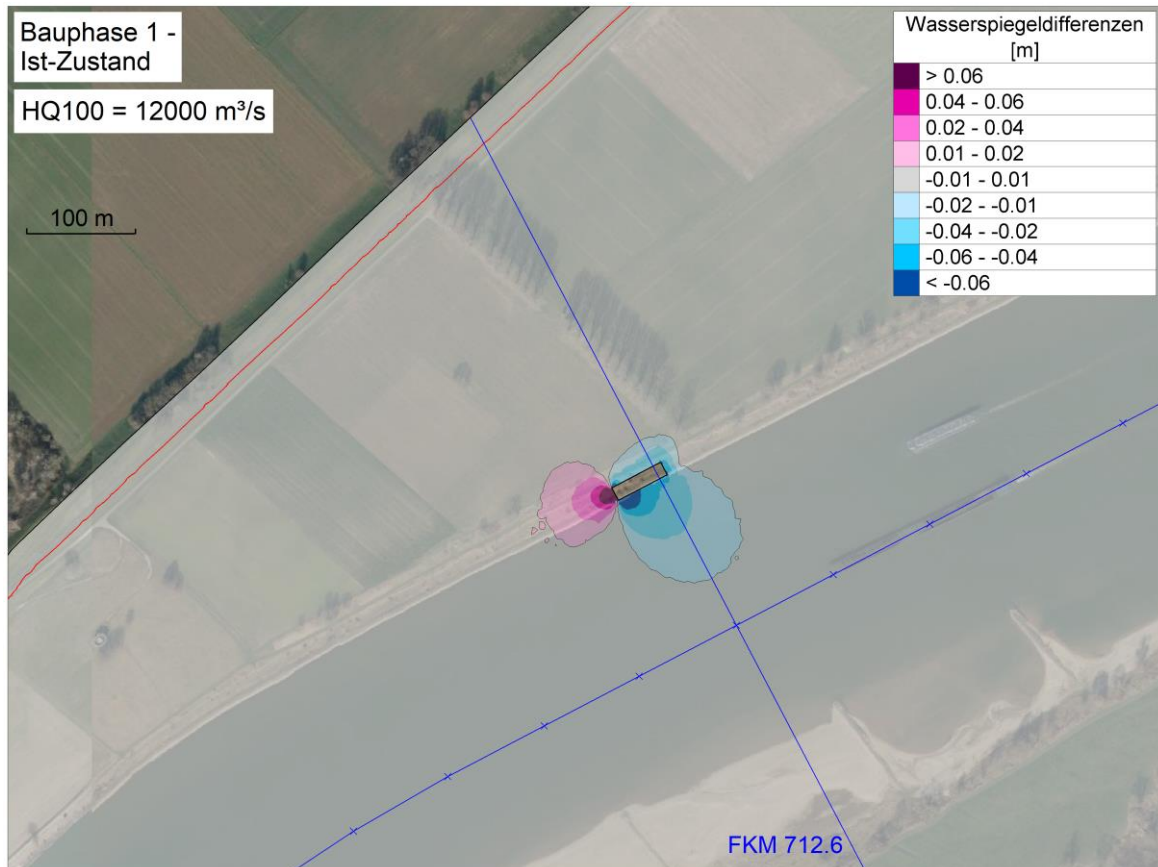 Bauphase 1 -
Ist-Zustand
HQ100 = 12000 m³/s
100 m
Wasserspiegeldifferenzen
[m]
> 0.06
0.04 - 0.06
0.02 - 0.04
0.01 - 0.02
-0.01 - 0.01
-0.02 - -0.01
-0.04 - -0.02
-0.06 - -0.04
< -0.06
FKM 712.6